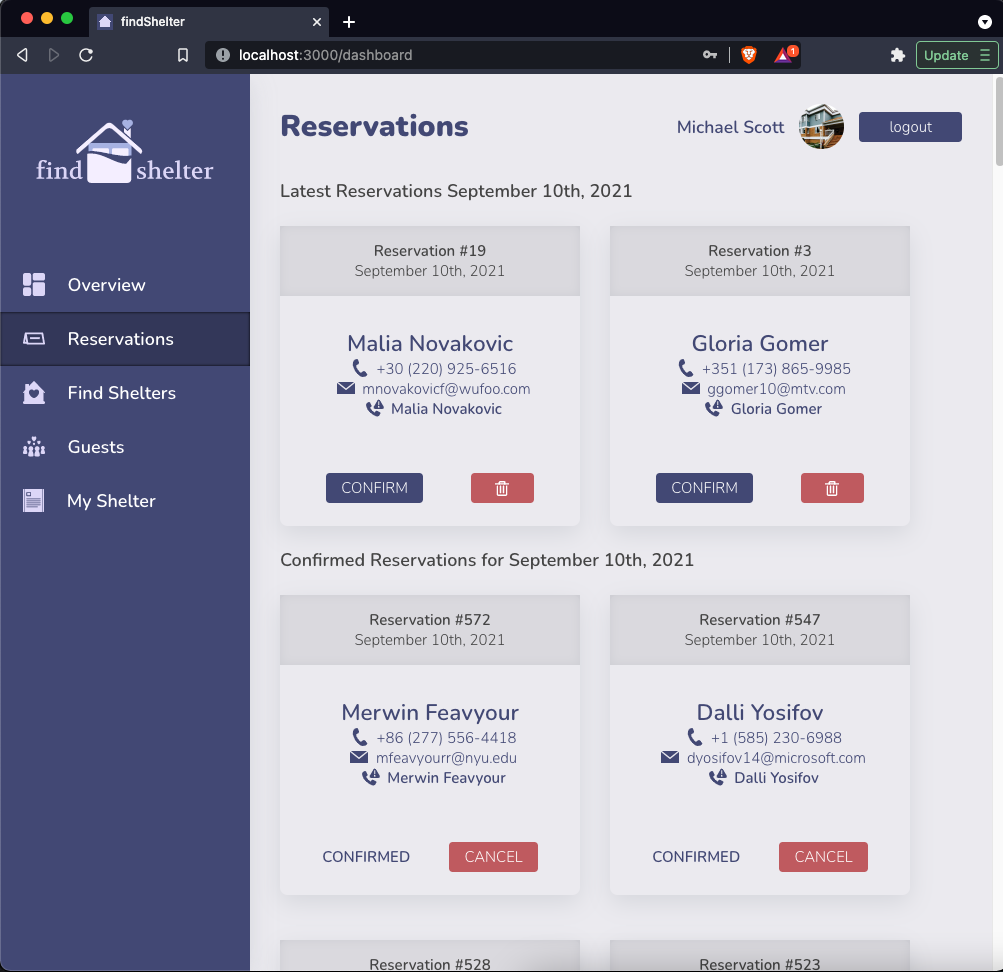 findShelter
localhost:3000/dashboard
1
Update
find shelter
Overview
Reservations
Find Shelters
Guests
My Shelter
Reservations
Michael Scott
logout
Latest Reservations September 10th, 2021
Reservation #19
September 10th, 2021
Malia Novakovic
+30 (220) 925-6516
mnovakovicf@wufoo.com
Malia Novakovic
CONFIRM
Reservation #3
September 10th, 2021
Gloria Gomer
+351 (173) 865-9985
ggomer10@mtv.com
Gloria Gomer
CONFIRM
Confirmed Reservations for September 10th, 2021
Reservation #572
September 10th, 2021
Merwin Feavyour
+86 (277) 556-4418
mfeavyourr@nyu.edu
Merwin Feavyour
CONFIRMED
CANCEL
Reservation #547
September 10th, 2021
Dalli Yosifov
+1 (585) 230-6988
dyosifov14@microsoft.com
Dalli Yosifov
CONFIRMED
CANCEL
Reservation #528
Reservation #523